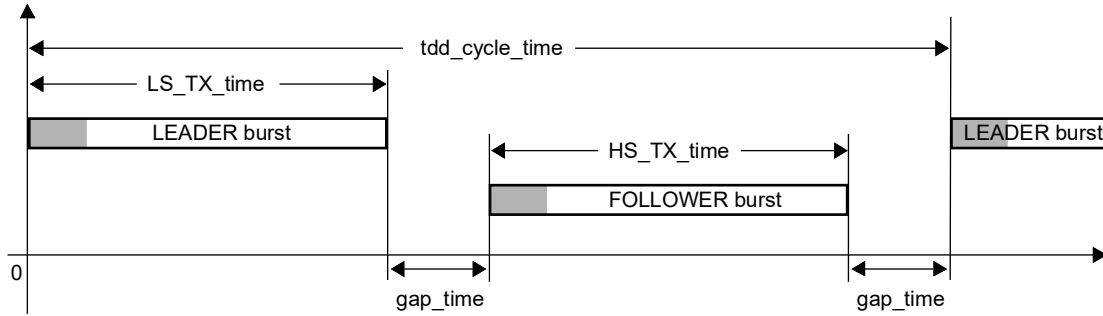 tdd_cycle_time
LS_TX_time
LEADER burst
LEADER burst
HS_TX_time
FOLLOWER burst
0
gap_time
gap_time